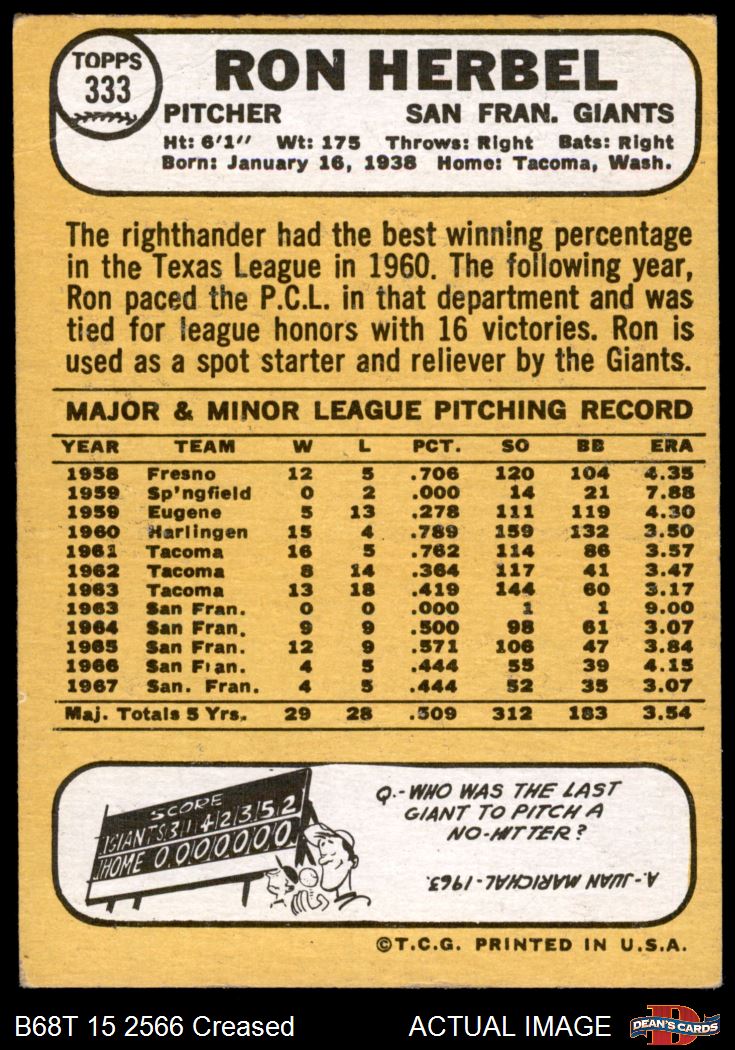 TOPPS
333
RON HERBEL
PITCHER SAN FRAN. GIANTS
Ht: 6'1" Wt: 175 Throws: Right Bats: Right
Born: January 16, 1938 Home: Tacoma, Wash.
The righthander had the best winning percentage
in the Texas League in 1960. The following year,
Ron paced the P.C.L. in that department and was
tied for league honors with 16 victories. Ron is
used as a spot starter and reliever by the Giants.
MAJOR & MINOR LEAGUE PITCHING RECORD
YEAR TEAM W L PCT. SO BB ERA
1958 Fresno 12 5 .706 120 104 4.35
1959 Sp'ngfield 0 2 .000 14 21 7.88
1959 Eugene 5 13 .278 111 119 4.30
1960 Harlingen 15 4 .789 159 132 3.50
1961 Tacoma 16 5 .762 114 86 3.57
1962 Tacoma 8 14 .364 117 41 3.47
1963 Tacoma 13 18 .419 144 60 3.17
1963 San Fran. 0 0 .000 1 1 9.00
1964 San Fran. 9 9 .500 98 61 3.07
1965 San Fran. 12 9 .571 106 47 3.84
1966 San Fran. 4 5 .444 55 39 4.15
1967 San. Fran. 4 5 .444 52 35 3.07
Maj. Totals 5 Yrs. 29 28 .509 312 183 3.54
SCORE
GIANTS 3 1 4 2 3 5 2
HOME 0 0 0 0 0 0 0
Q.- WHO WAS THE LAST
GIANT TO PITCH A
NO-HITTER?
A.- JUAN MARICHAL - 1963.
©T.C.G. PRINTED IN U.S.A.
B68T 15 2566 Creased ACTUAL IMAGE
DEAN'S CARDS